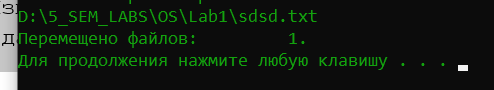 D:\5_SEM_LABS\OS\Lab1\sdsd.txt
Перемещено файлов:         1.
Для продолжения нажмите любую клавишу . . .